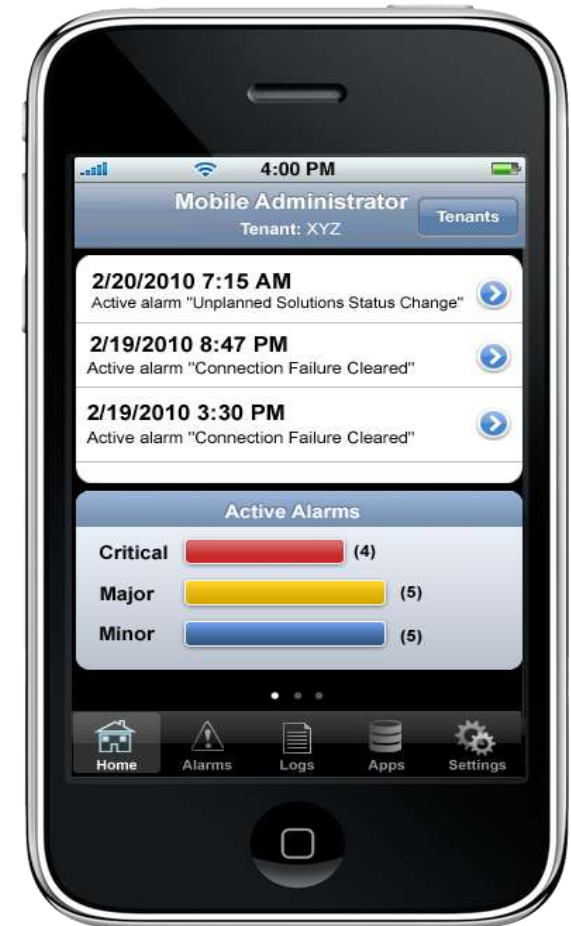 4:00 PM
Mobile Administrator
Tenant: XYZ
Tenants
2/20/2010 7:15 AM
Active alarm "Unplanned Solutions Status Change"
2/19/2010 8:47 PM
Active alarm "Connection Failure Cleared"
2/19/2010 3:30 PM
Active alarm "Connection Failure Cleared"
Active Alarms
Critical (4)
Major (5)
Minor (5)
Home Alarms Logs Apps Settings